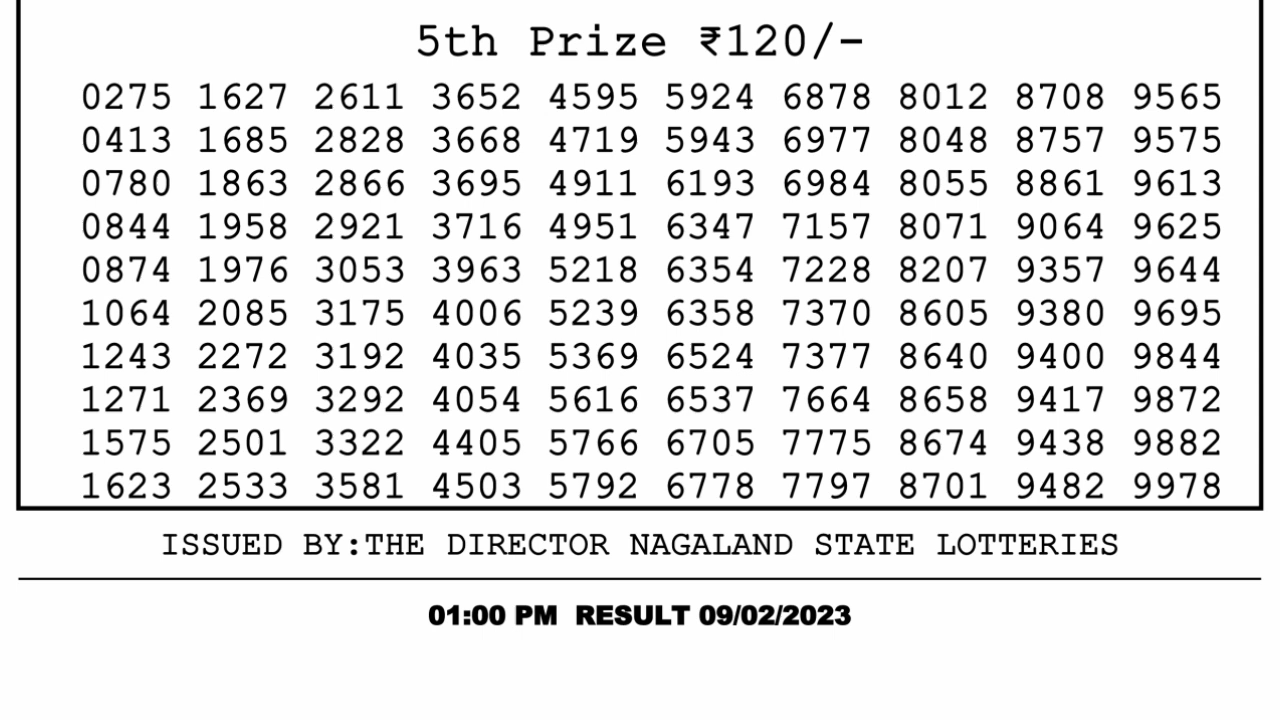 5th Prize ₹120/-
0275 1627 2611 3652 4595 5924 6878 8012 8708 9565
0413 1685 2828 3668 4719 5943 6977 8048 8757 9575
0780 1863 2866 3695 4911 6193 6984 8055 8861 9613
0844 1958 2921 3716 4951 6347 7157 8071 9064 9625
0874 1976 3053 3963 5218 6354 7228 8207 9357 9644
1064 2085 3175 4006 5239 6358 7370 8605 9380 9695
1243 2272 3192 4035 5369 6524 7377 8640 9400 9844
1271 2369 3292 4054 5616 6537 7664 8658 9417 9872
1575 2501 3322 4405 5766 6705 7775 8674 9438 9882
1623 2533 3581 4503 5792 6778 7797 8701 9482 9978
ISSUED BY:THE DIRECTOR NAGALAND STATE LOTTERIES
01:00 PM RESULT 09/02/2023